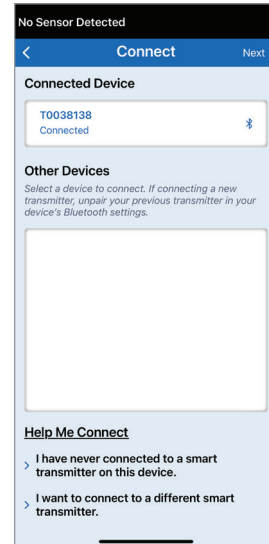 No Sensor Detected
Connect
Next
Connected Device
T0038138
Connected
Other Devices
Select a device to connect. If connecting a new
transmitter, unpair your previous transmitter in your
device's Bluetooth settings.
Help Me Connect
I have never connected to a smart
transmitter on this device.
I want to connect to a different smart
transmitter.